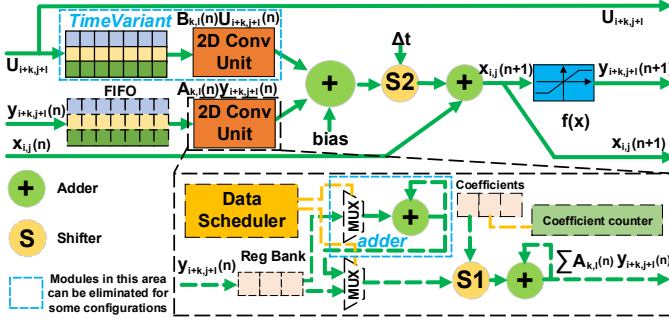 TimeVariant
B_{k,l}(n)U_{i+k,j+l}(n)
U_{i+k,j+l}
U_{i+k,j+l}
2D Conv
Unit
Δt
A_{k,l}(n)y_{i+k,j+l}(n)
FIFO
+
S2
+
x_{i,j}(n+1)
y_{i+k,j+l}(n+1)
y_{i+k,j+l}(n)
2D Conv
Unit
f(x)
bias
x_{i,j}(n)
x_{i,j}(n)
+ Adder
S Shifter
Modules in this area
can be eliminated for
some configurations
Data
Scheduler
MUX
+
adder
Coefficients
Coefficient counter
y_{i+k,j+l}(n)
Reg Bank
MUX
S1
+
∑ A_{k,l}(n) y_{i+k,j+l}(n)